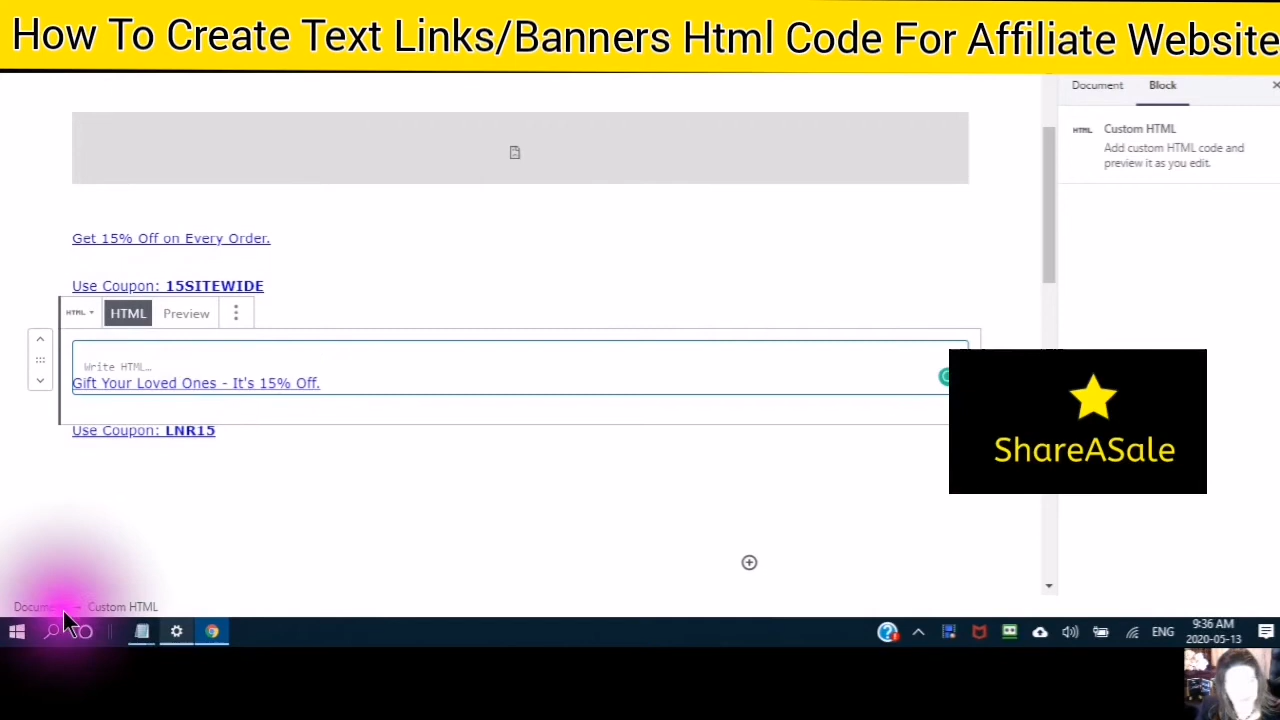 How To Create Text Links/Banners Html Code For Affiliate Website
Document Block
HTML Custom HTML
Add custom HTML code and
preview it as you edit.
Get 15% Off on Every Order.
Use Coupon: 15SITEWIDE
HTML HTML Preview
Write HTML…
Gift Your Loved Ones - It's 15% Off.
Use Coupon: LNR15
ShareASale
Document → Custom HTML
ENG
9:36 AM
2020-05-13